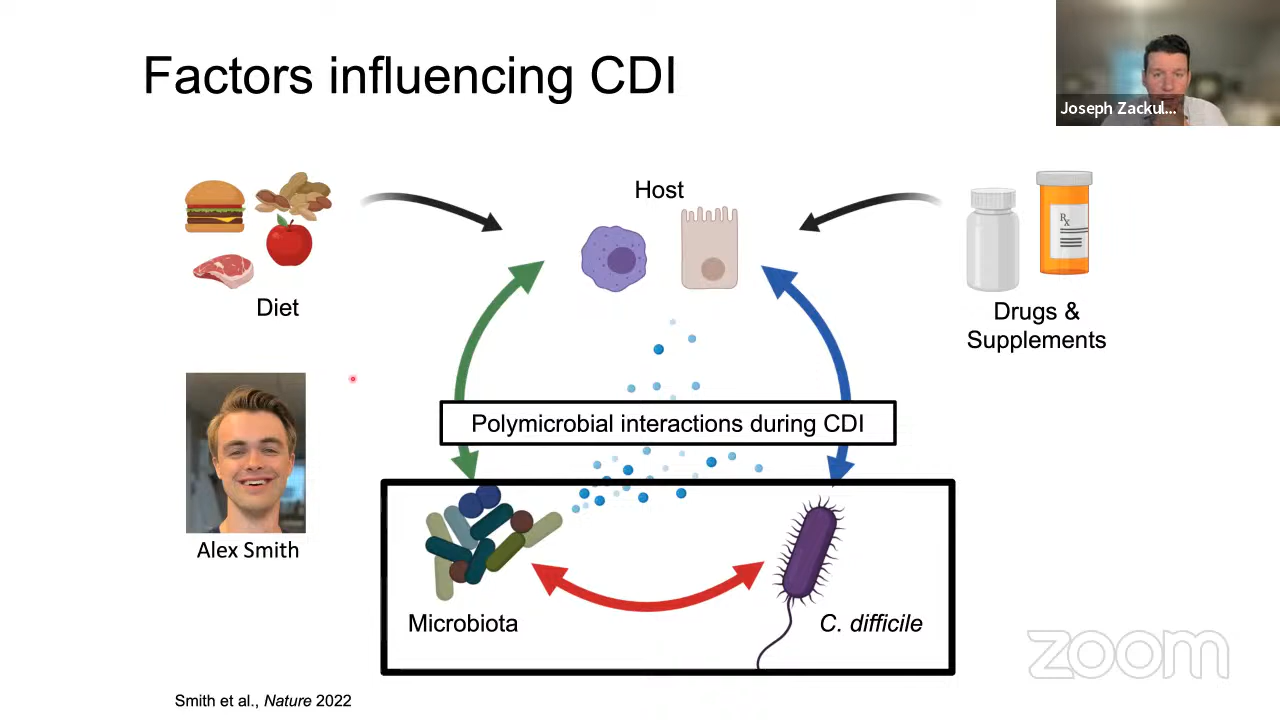 Factors influencing CDI
Joseph Zackul...
Host
Rx
Diet
Drugs &
Supplements
Polymicrobial interactions during CDI
Alex Smith
Microbiota
C. difficile
zoom
Smith et al., Nature 2022